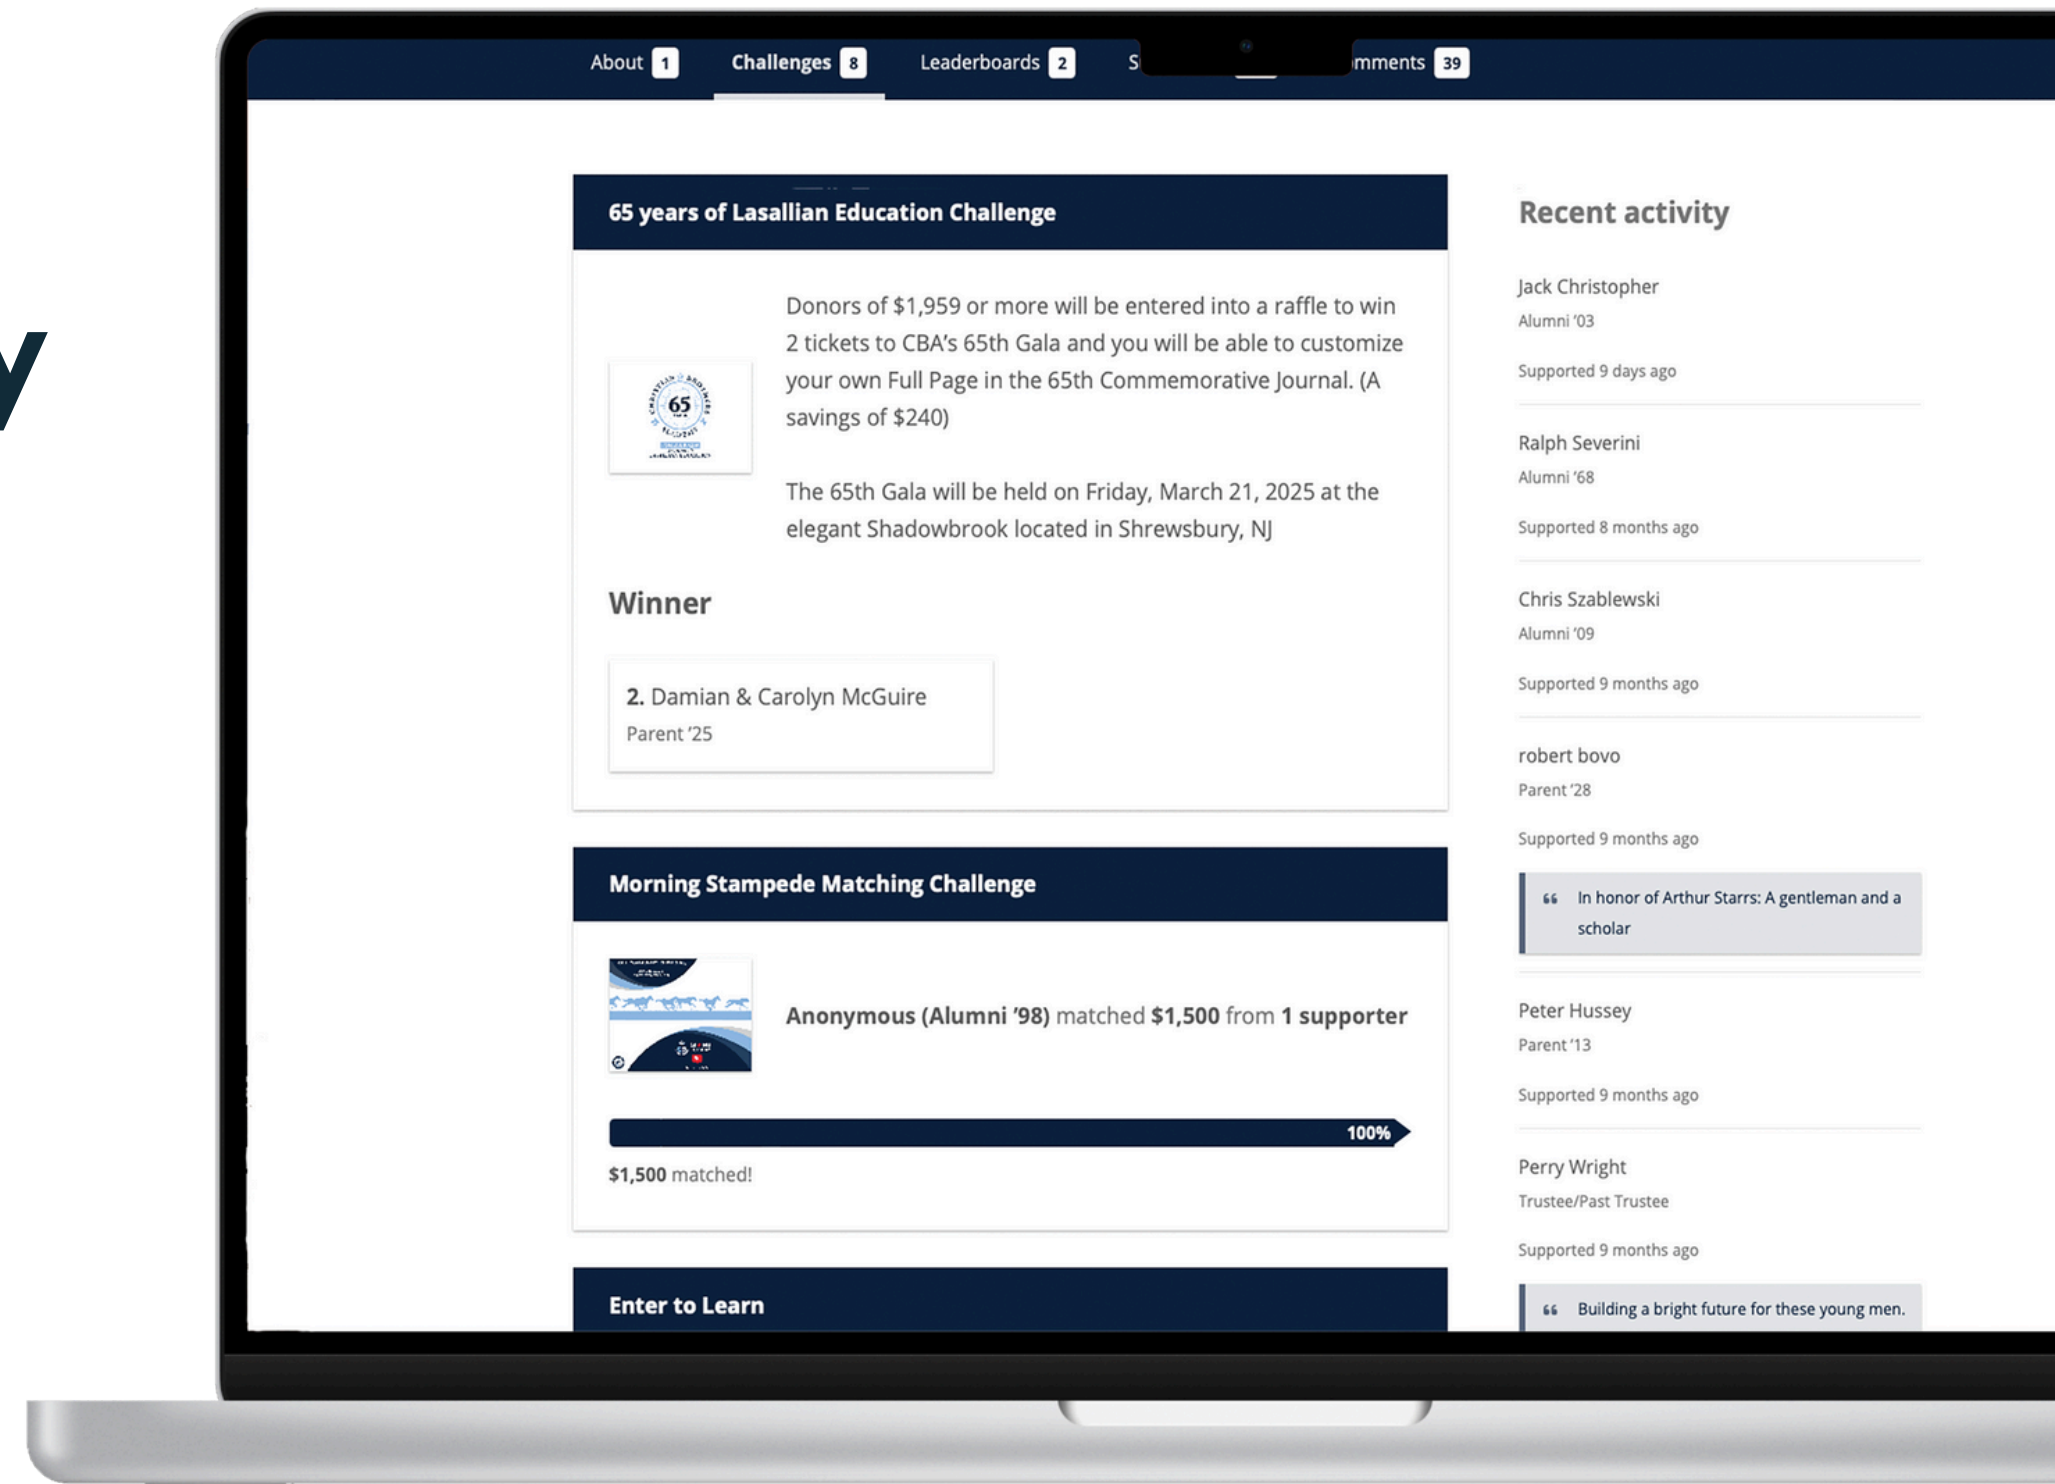 y
About 1
Challenges 8
Leaderboards 2
S
mments 39
65 years of Lasallian Education Challenge
Donors of $1,959 or more will be entered into a raffle to win
2 tickets to CBA's 65th Gala and you will be able to customize
your own Full Page in the 65th Commemorative Journal. (A
savings of $240)
65
The 65th Gala will be held on Friday, March 21, 2025 at the
elegant Shadowbrook located in Shrewsbury, NJ
Winner
2. Damian & Carolyn McGuire
Parent '25
Morning Stampede Matching Challenge
Anonymous (Alumni '98) matched $1,500 from 1 supporter
100%
$1,500 matched!
Enter to Learn
Recent activity
Jack Christopher
Alumni '03
Supported 9 days ago
Ralph Severini
Alumni '68
Supported 8 months ago
Chris Szablewski
Alumni '09
Supported 9 months ago
robert bovo
Parent '28
Supported 9 months ago
“ In honor of Arthur Starrs: A gentleman and a
scholar
Peter Hussey
Parent '13
Supported 9 months ago
Perry Wright
Trustee/Past Trustee
Supported 9 months ago
“ Building a bright future for these young men.